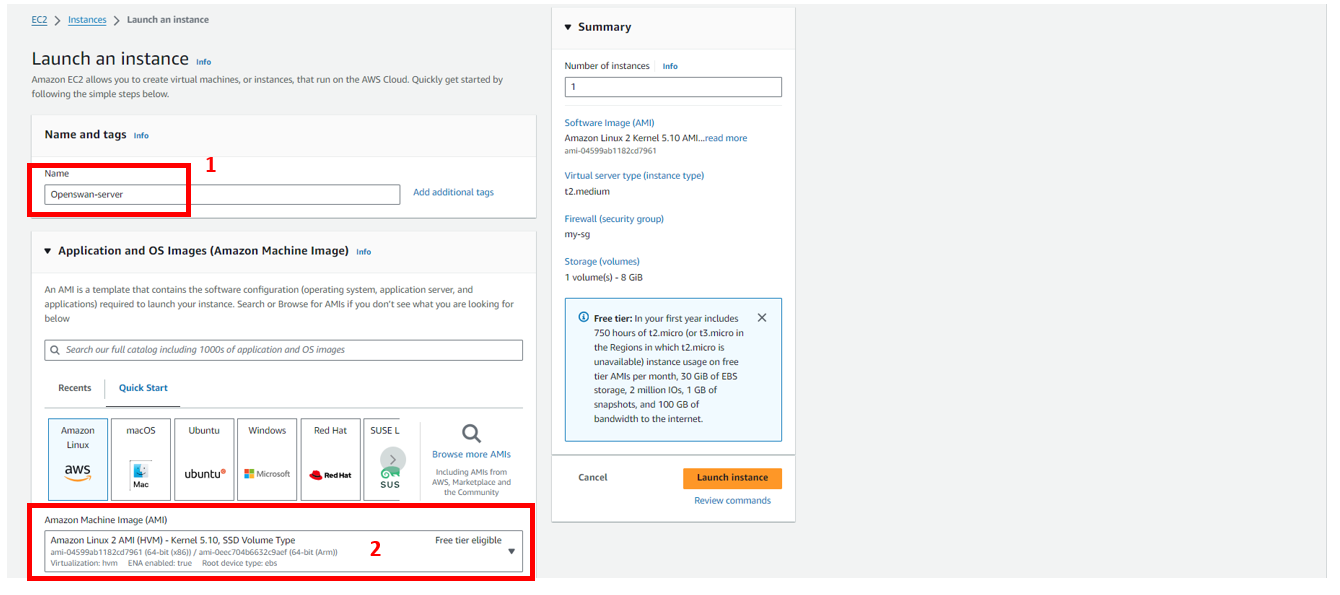 EC2 > Instances > Launch an instance
Launch an instance Info
Amazon EC2 allows you to create virtual machines, or instances, that run on the AWS Cloud. Quickly get started by
following the simple steps below.
Name and tags Info
1
Name
Openswan-server
Add additional tags
Application and OS Images (Amazon Machine Image) Info
An AMI is a template that contains the software configuration (operating system, application server, and
applications) required to launch your instance. Search or Browse for AMIs if you don't see what you are looking for
below
Search our full catalog including 1000s of application and OS images
Recents
Quick Start
Amazon
Linux
aws
macOS
Mac
Ubuntu
ubuntu
Windows
Microsoft
Red Hat
Red Hat
SUSE L
SUS
Browse more AMIs
Including AMIs from
AWS, Marketplace and
the Community
Amazon Machine Image (AMI)
Amazon Linux 2 AMI (HVM) - Kernel 5.10, SSD Volume Type
Free tier eligible
ami-04599ab1182cd7961 (64-bit (x86)) / ami-0eec704b6632c9aef (64-bit (Arm))
Virtualization: hvm ENA enabled: true Root device type: ebs
2
Summary
Number of instances Info
1
Software Image (AMI)
Amazon Linux 2 Kernel 5.10 AMI...read more
ami-04599ab1182cd7961
Virtual server type (instance type)
t2.medium
Firewall (security group)
my-sg
Storage (volumes)
1 volume(s) - 8 GiB
Free tier: In your first year includes
750 hours of t2.micro (or t3.micro in
the Regions in which t2.micro is
unavailable) instance usage on free
tier AMIs per month, 30 GiB of EBS
storage, 2 million IOs, 1 GB of
snapshots, and 100 GB of
bandwidth to the internet.
Cancel
Launch instance
Review commands